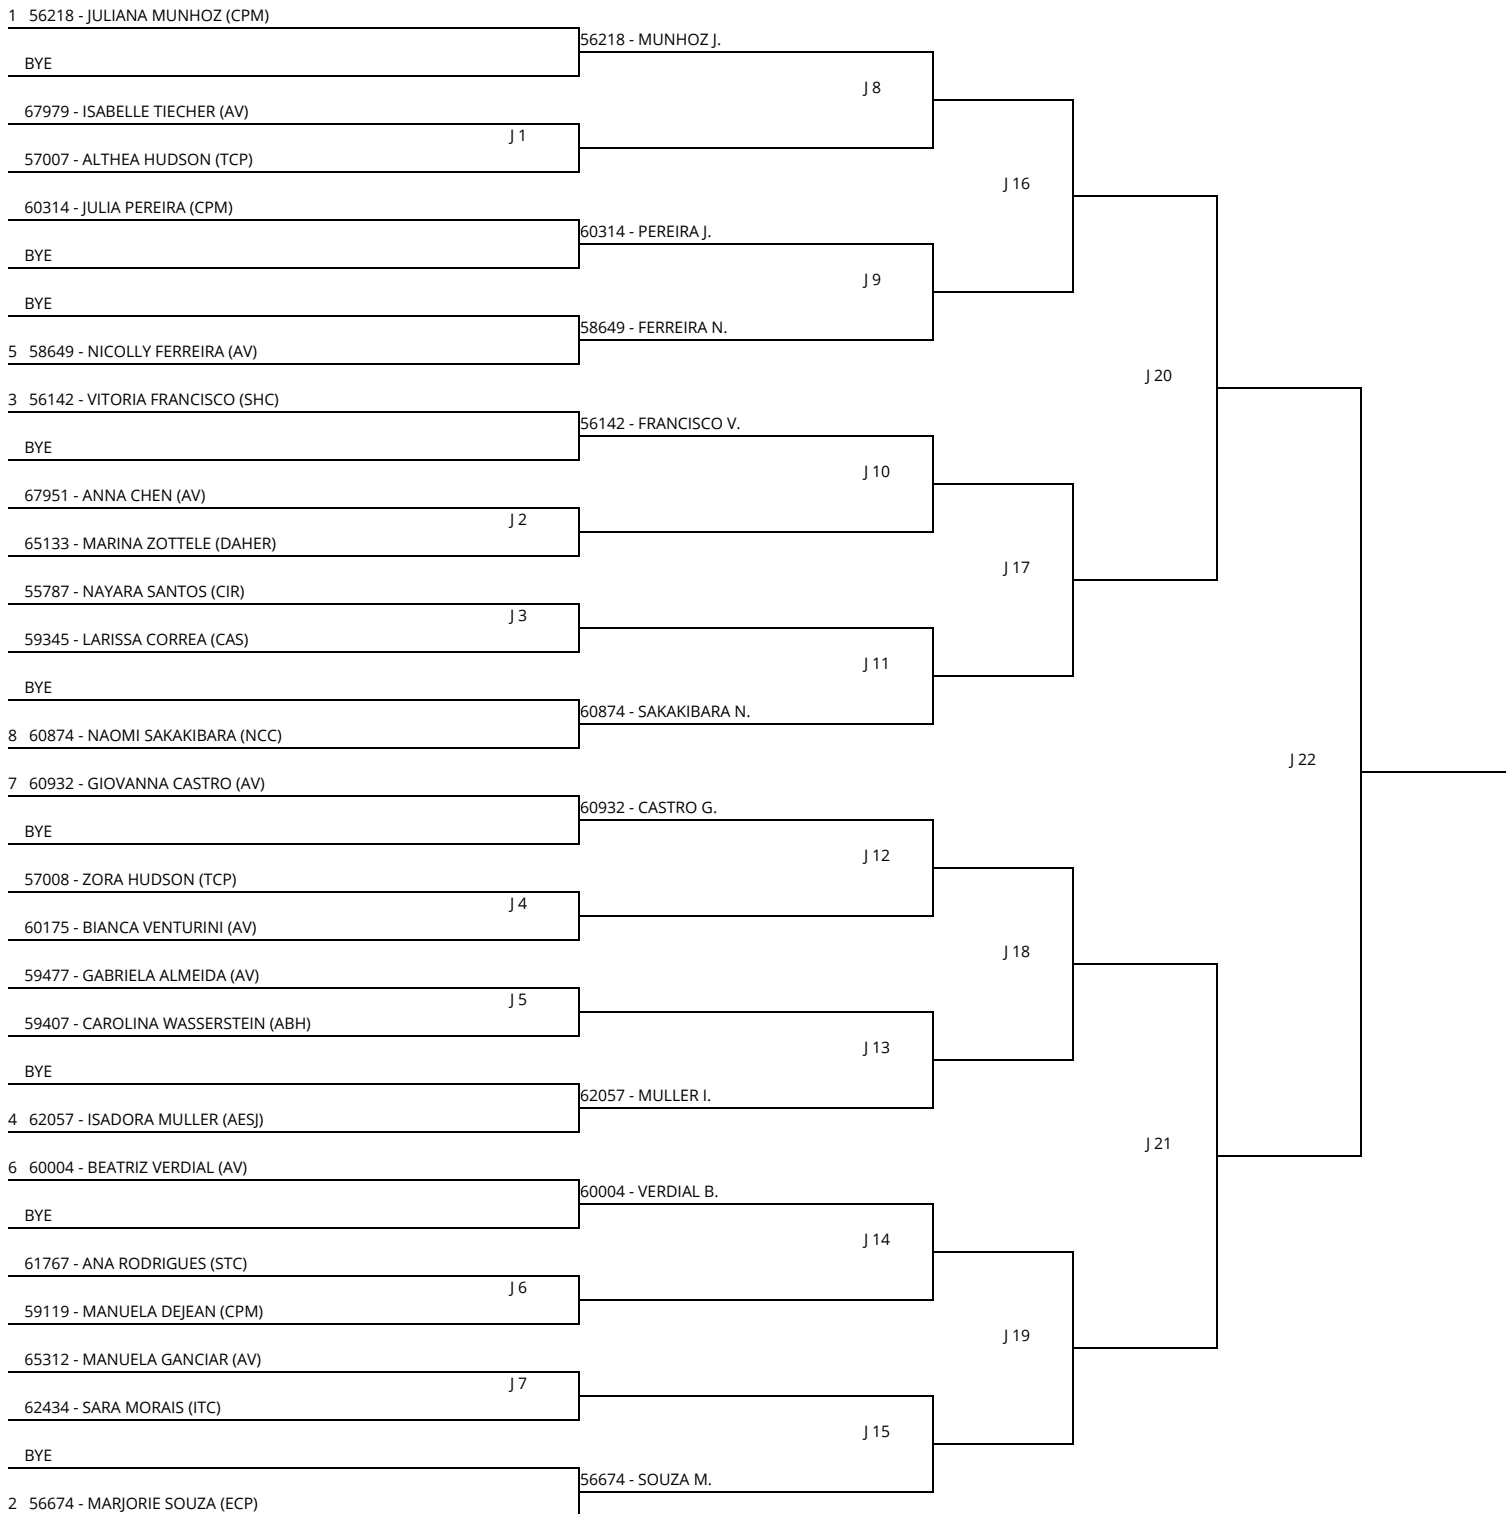 1 56218 - JULIANA MUNHOZ (CPM)
56218 - MUNHOZ J.
BYE
J 8
67979 - ISABELLE TIECHER (AV)
J 1
57007 - ALTHEA HUDSON (TCP)
J 16
60314 - JULIA PEREIRA (CPM)
60314 - PEREIRA J.
BYE
J 9
BYE
58649 - FERREIRA N.
5 58649 - NICOLLY FERREIRA (AV)
J 20
3 56142 - VITORIA FRANCISCO (SHC)
56142 - FRANCISCO V.
BYE
J 10
67951 - ANNA CHEN (AV)
J 2
65133 - MARINA ZOTTELE (DAHER)
J 17
55787 - NAYARA SANTOS (CIR)
J 3
59345 - LARISSA CORREA (CAS)
J 11
BYE
60874 - SAKAKIBARA N.
8 60874 - NAOMI SAKAKIBARA (NCC)
J 22
7 60932 - GIOVANNA CASTRO (AV)
60932 - CASTRO G.
BYE
J 12
57008 - ZORA HUDSON (TCP)
J 4
60175 - BIANCA VENTURINI (AV)
J 18
59477 - GABRIELA ALMEIDA (AV)
J 5
59407 - CAROLINA WASSERSTEIN (ABH)
J 13
BYE
62057 - MULLER I.
4 62057 - ISADORA MULLER (AESJ)
J 21
6 60004 - BEATRIZ VERDIAL (AV)
60004 - VERDIAL B.
BYE
J 14
61767 - ANA RODRIGUES (STC)
J 6
59119 - MANUELA DEJEAN (CPM)
J 19
65312 - MANUELA GANCIAR (AV)
J 7
62434 - SARA MORAIS (ITC)
J 15
BYE
56674 - SOUZA M.
2 56674 - MARJORIE SOUZA (ECP)